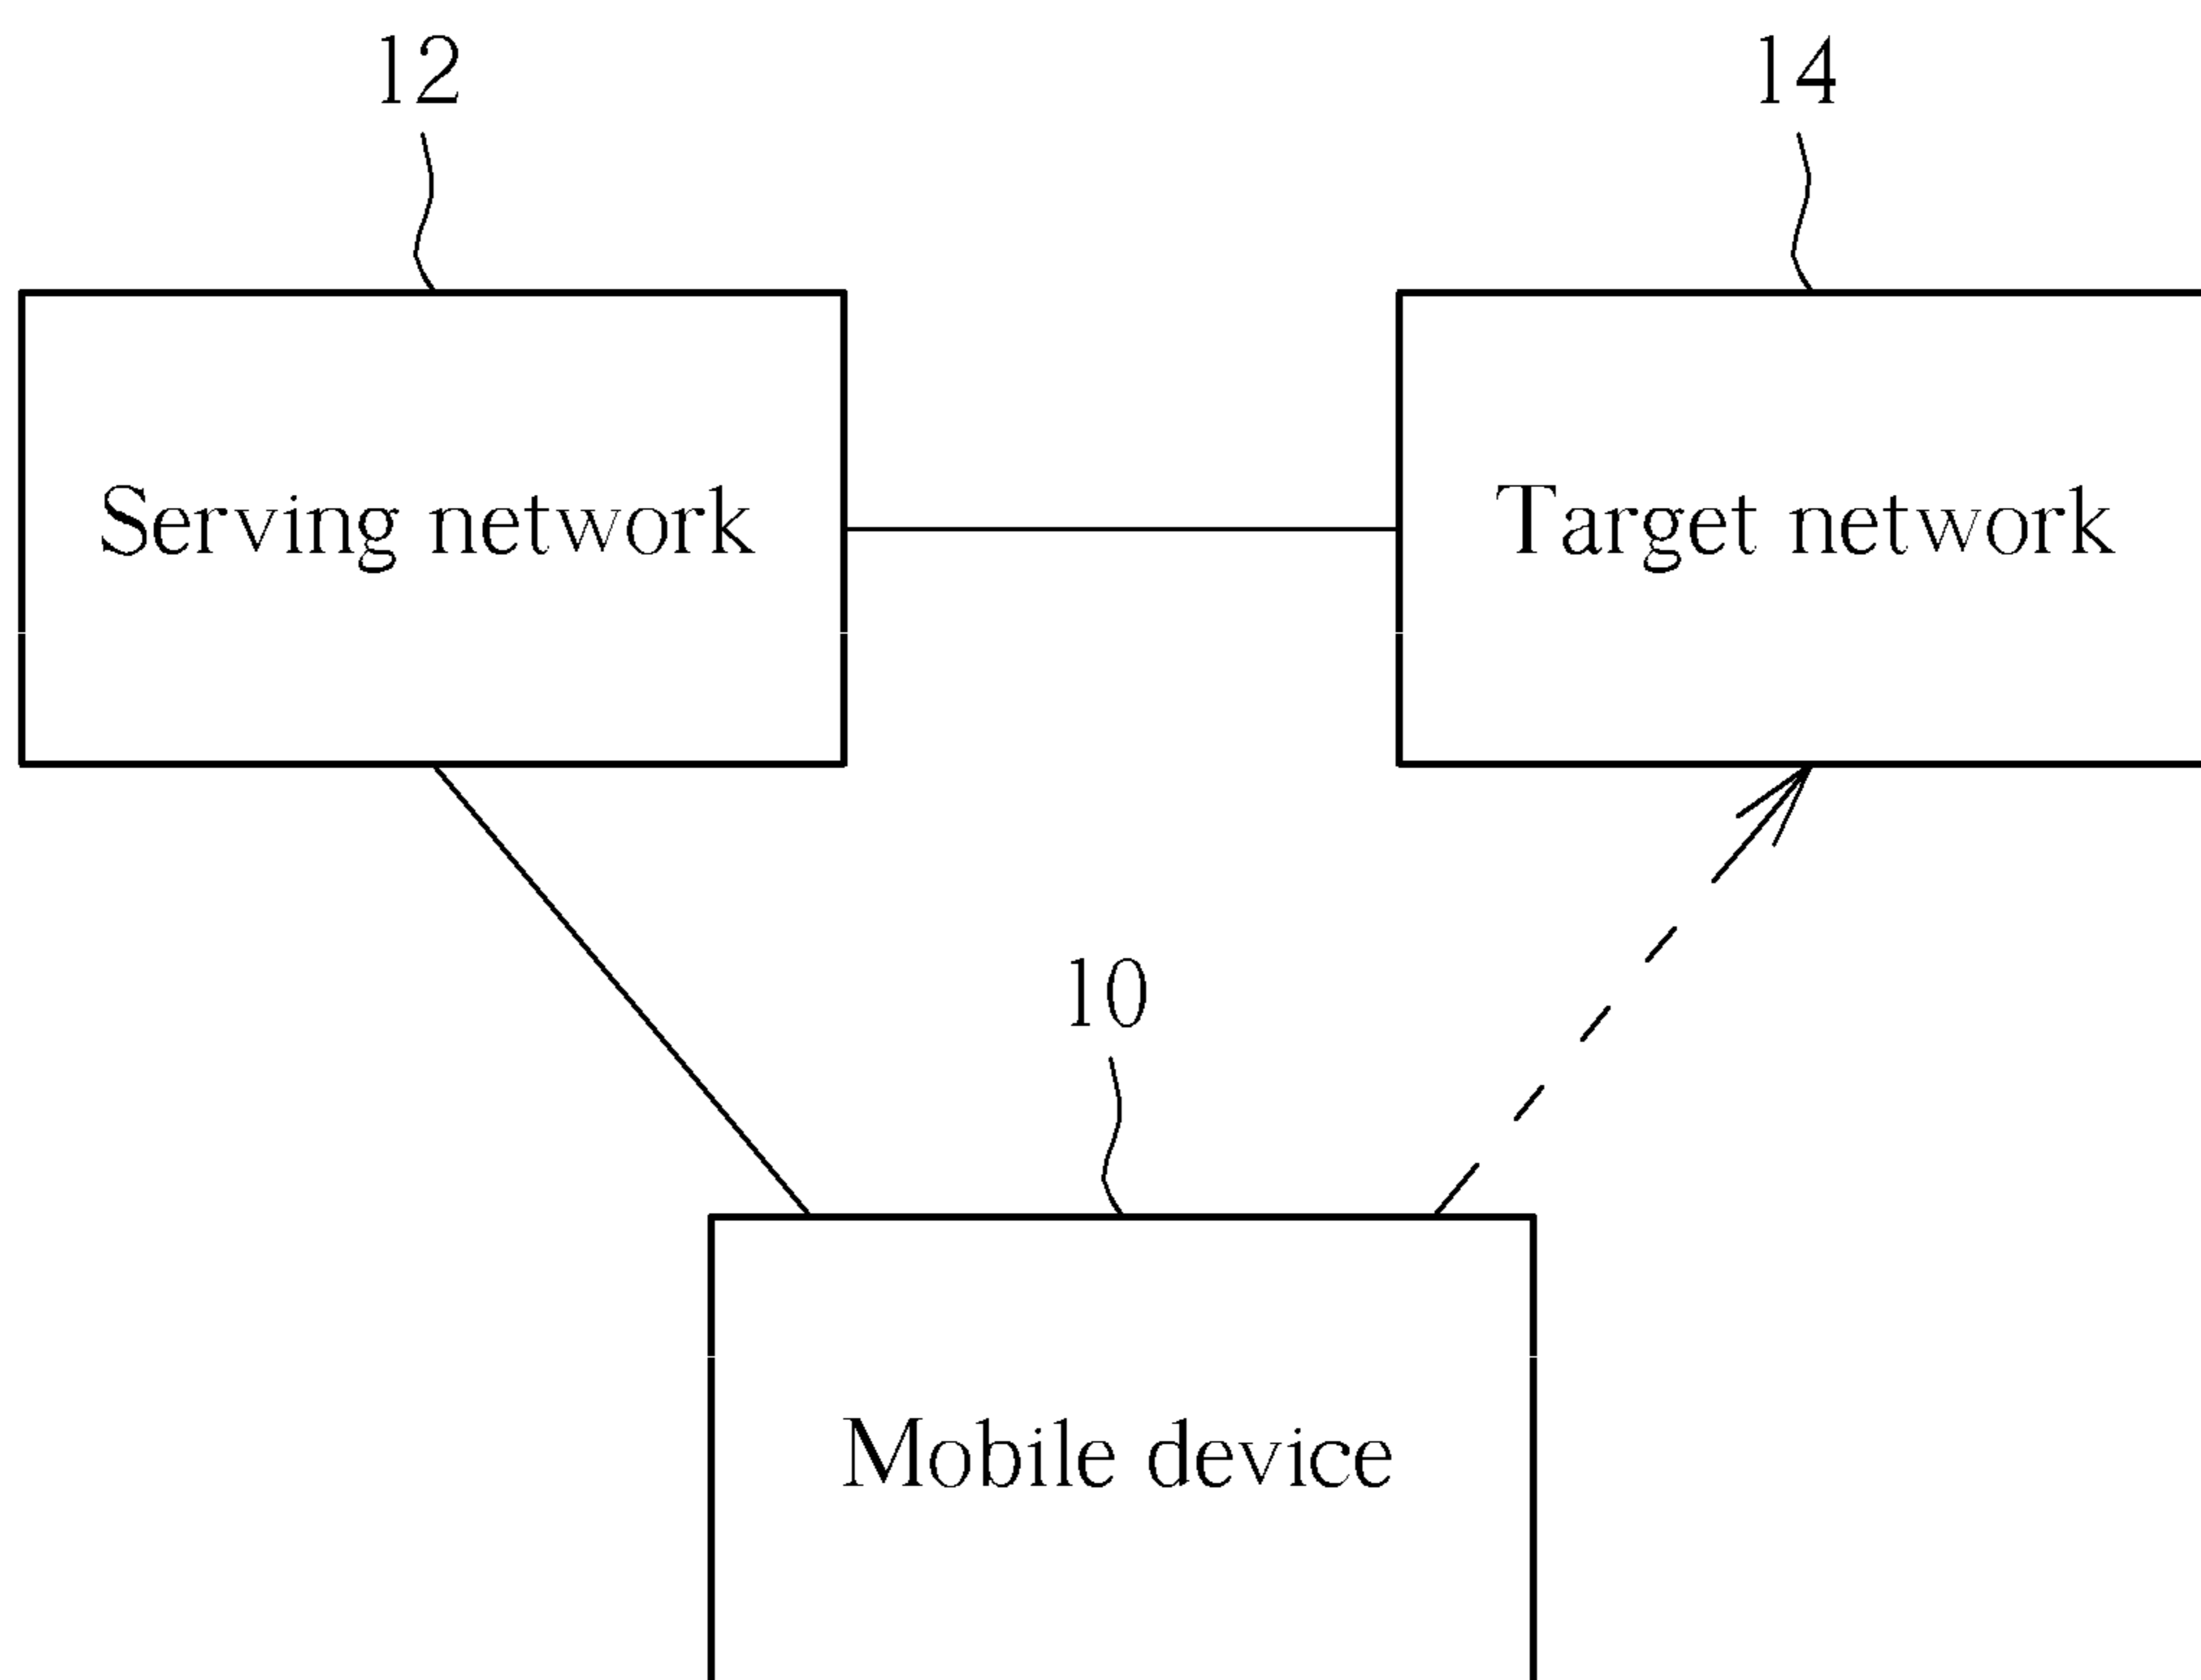 12
14
Serving network
Target network
10
Mobile device